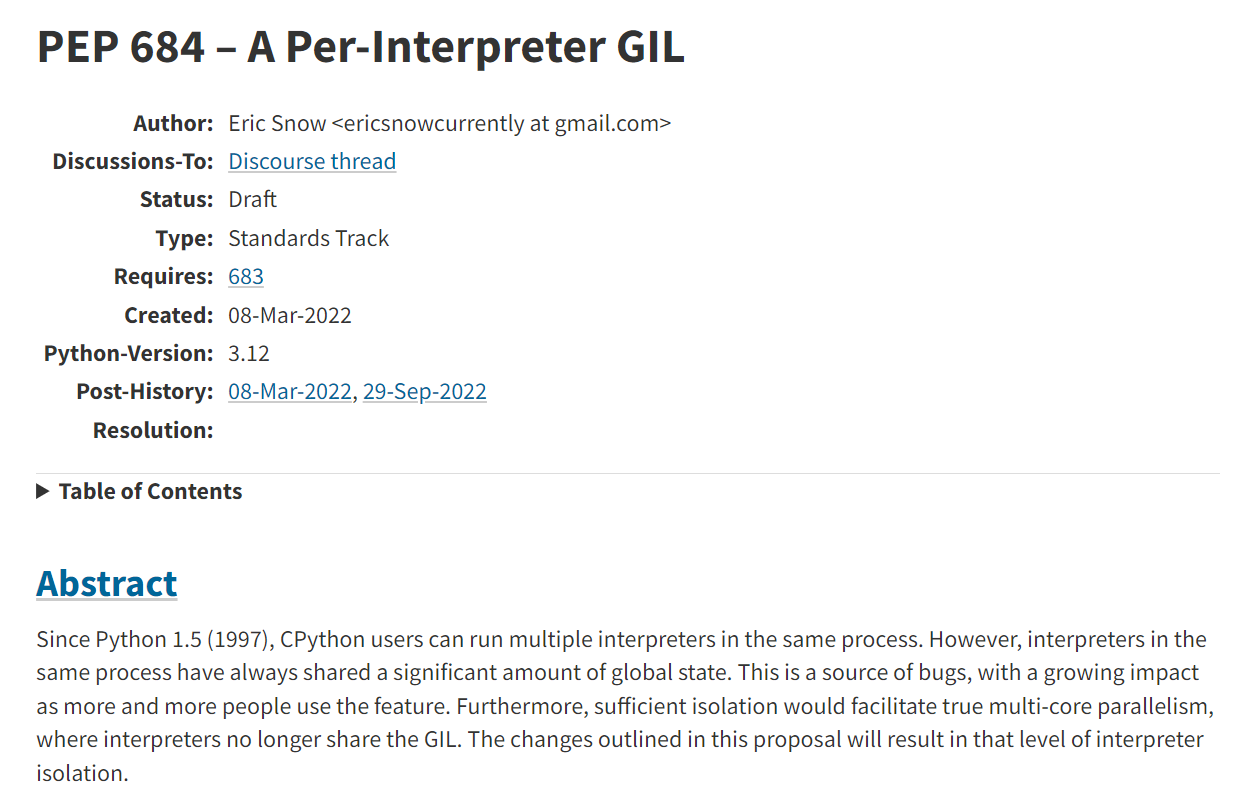 PEP 684 – A Per-Interpreter GIL
Author: Eric Snow <ericsnowcurrently at gmail.com>
Discussions-To: Discourse thread
Status: Draft
Type: Standards Track
Requires: 683
Created: 08-Mar-2022
Python-Version: 3.12
Post-History: 08-Mar-2022, 29-Sep-2022
Resolution:
Table of Contents
Abstract
Since Python 1.5 (1997), CPython users can run multiple interpreters in the same process. However, interpreters in the
same process have always shared a significant amount of global state. This is a source of bugs, with a growing impact
as more and more people use the feature. Furthermore, sufficient isolation would facilitate true multi-core parallelism,
where interpreters no longer share the GIL. The changes outlined in this proposal will result in that level of interpreter
isolation.